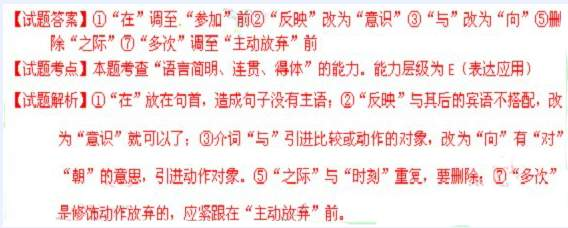 【试题答案】①“在”调至.“参加”前②“反映”改为“意识”③“与”改为“向”⑤删
除“之际”⑦“多次”调至“主动放弃”前
【试题考点】本题考查“语言简明、连贯、得体”的能力。能力层级为E（表达应用）
【试题解析】①“在”放在句首，造成句子没有主语；②“反映”与其后的宾语不搭配，改
为“意识”就可以了；③介词“与”引进比较或动作的对象，改为“向”有“对”
“朝”的意思，引进动作对象。⑤“之际”与“时刻”重复，要删除；⑦“多次”
是修饰动作放弃的，应紧跟在“主动放弃”前。